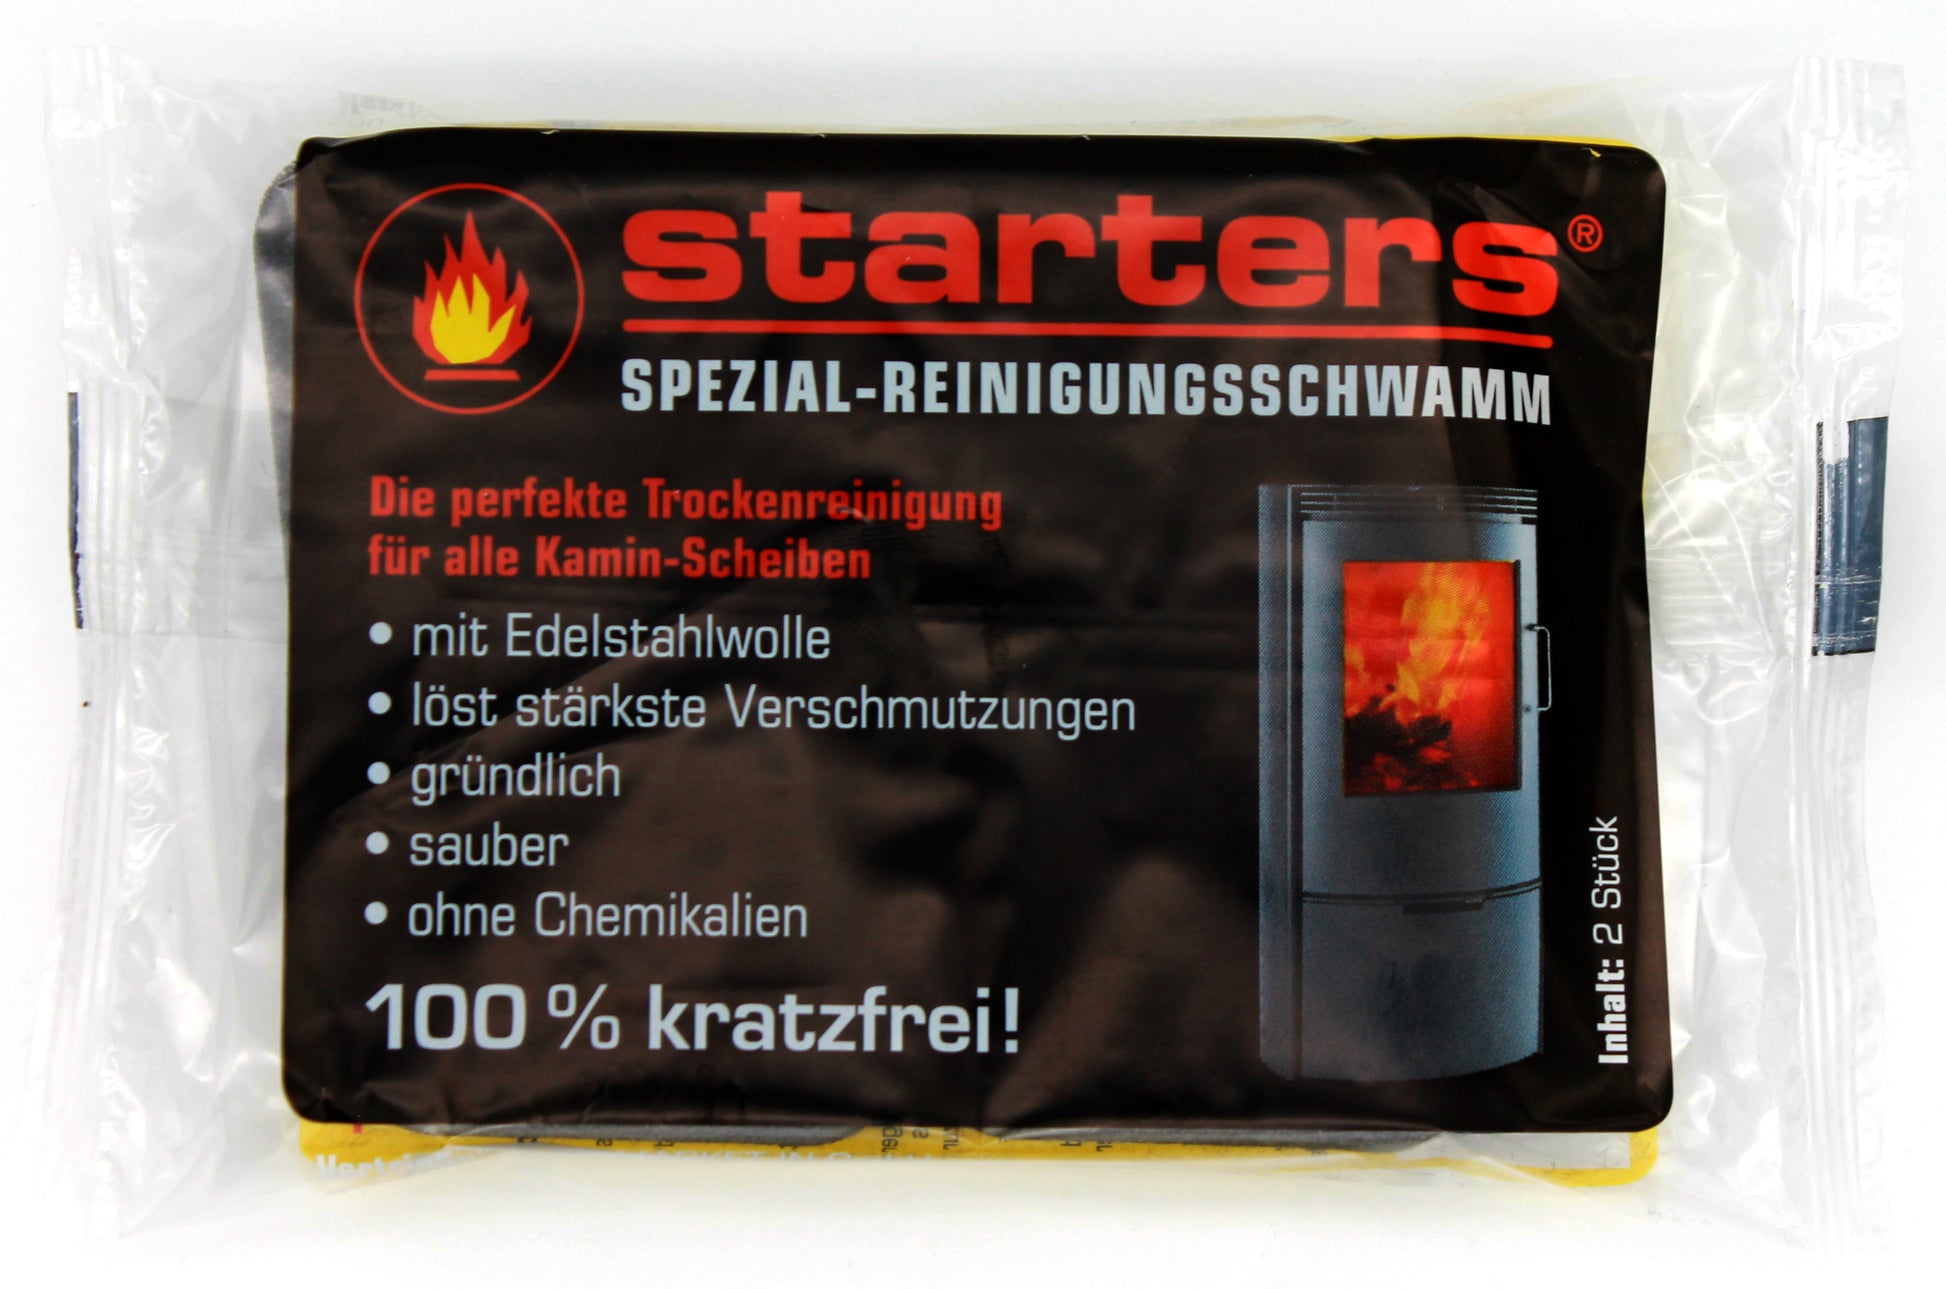 starters®
SPEZIAL-REINIGUNGSSCHWAMM
Die perfekte Trockenreinigung
für alle Kamin-Scheiben
• mit Edelstahlwolle
• löst stärkste Verschmutzungen
• gründlich
• sauber
• ohne Chemikalien
100 % kratzfrei!
Inhalt: 2 Stück